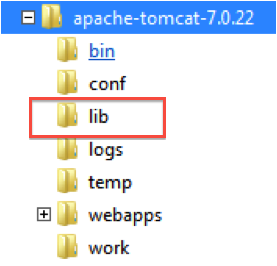 apache-tomcat-7.0.22
bin
conf
lib
logs
temp
webapps
work